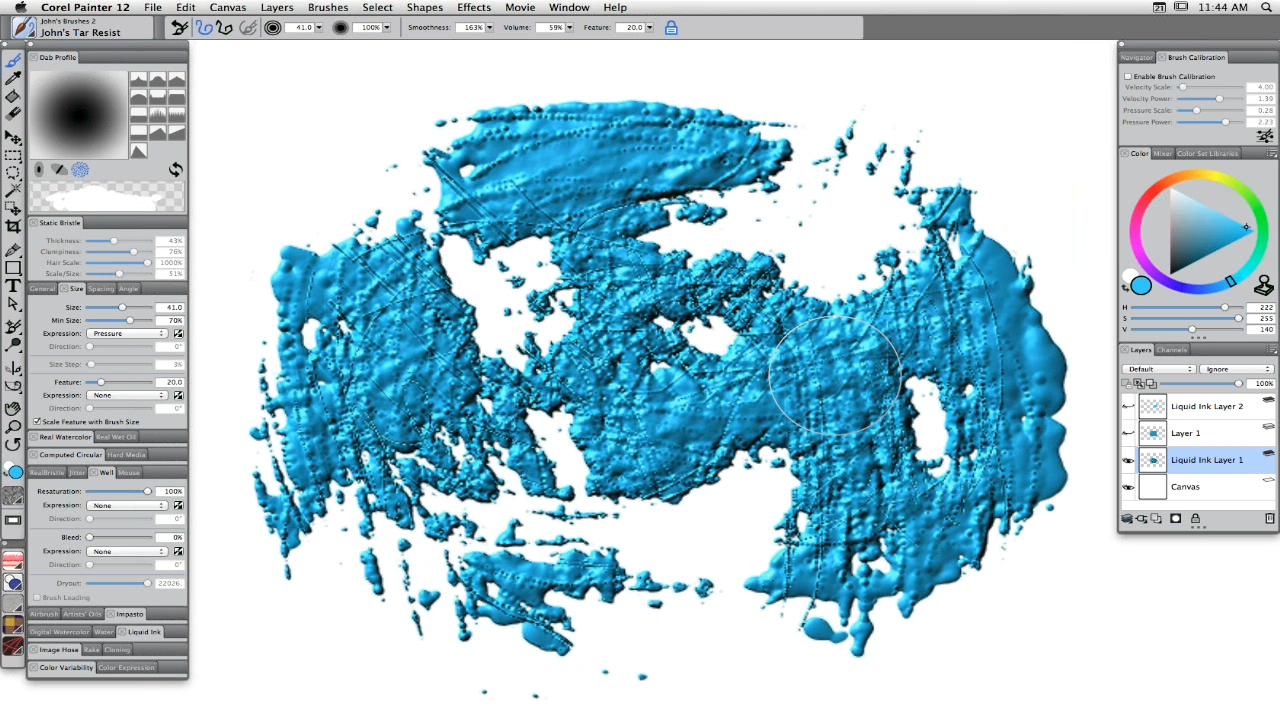 Corel Painter 12 File Edit Canvas Layers Brushes Select Shapes Effects Movie Window Help 11:44 AM
John's Brushes 2
John's Tar Resist
41.0 100% Smoothness: 163% Volume: 59% Feature: 20.0
Dab Profile
Static Bristle
Thickness: 43%
Clumpiness: 76%
Hair Scale: 1000%
Scale/Size: 51%
General Size Spacing Angle
Size: 41.0
Min Size: 70%
Expression: Pressure
Direction: 0°
Size Step: 3%
Feature: 20.0
Expression: None
Direction: 0°
Scale Feature with Brush Size
Real Watercolor Real Wet Oil
Computed Circular Hard Media
RealBristle Jitter Well Mouse
Resaturation: 100%
Expression: None
Direction: 0°
Bleed: 0%
Expression: None
Direction: 0°
Dryout: 22026.
Brush Loading
Airbrush Artists' Oils Impasto
Digital Watercolor Water Liquid Ink
Image Hose Rake Cloning
Color Variability Color Expression
Navigator Brush Calibration
Enable Brush Calibration
Velocity Scale: 4.00
Velocity Power: 1.39
Pressure Scale: 0.28
Pressure Power: 2.23
Color Mixer Color Set Libraries
H 222
S 255
V 140
Layers Channels
Default Ignore
100%
Liquid Ink Layer 2
Layer 1
Liquid Ink Layer 1
Canvas